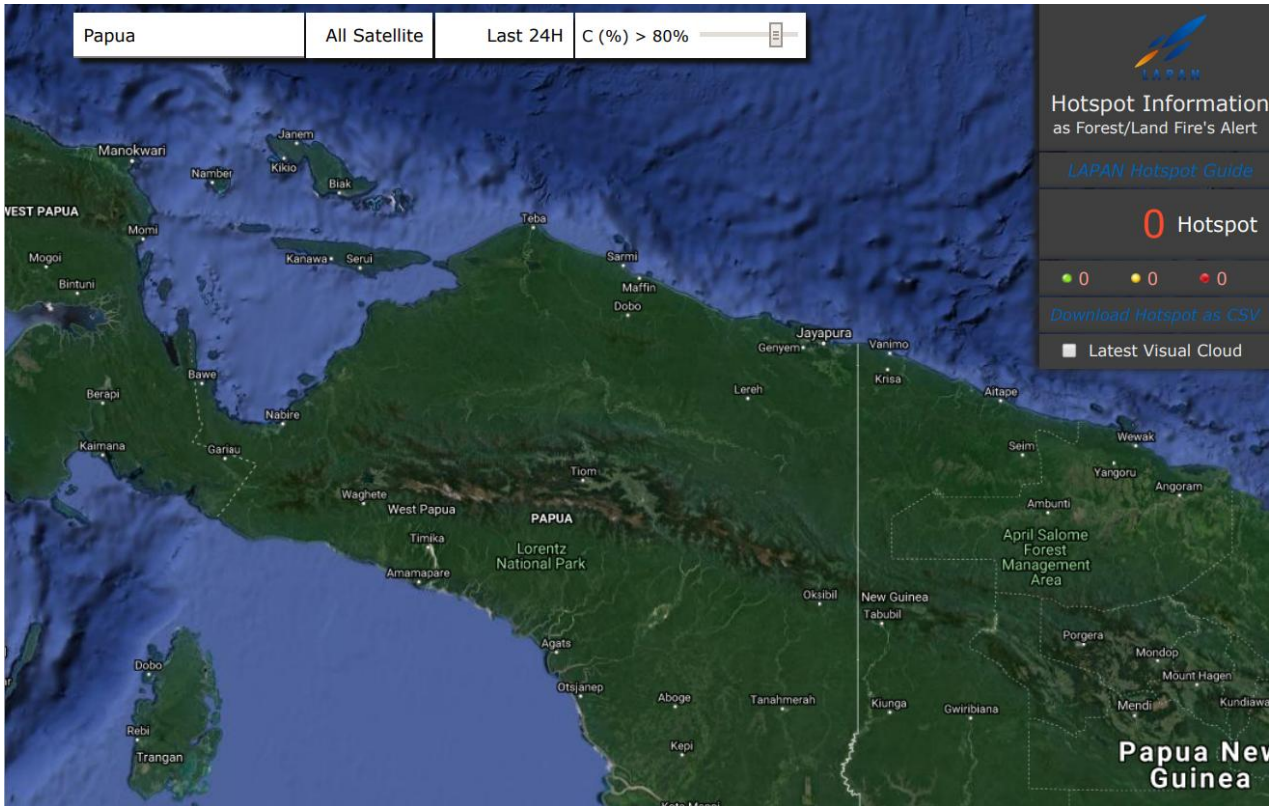 Papua
All Satellite
Last 24H
C (%) > 80%
LAPAN
Hotspot Information
as Forest/Land Fire's Alert
LAPAN Hotspot Guide
0 Hotspot
0 0 0
Download Hotspot as CSV
Latest Visual Cloud
Janem
Manokwari
Kikio
Namber
Biak
WEST PAPUA
Teba
Momi
Mogoi
Kanawa
Serui
Sarmi
Bintuni
Maffin
Dobo
Jayapura
Genyem
Vanimo
Bawe
Krisa
Berapi
Lereh
Aitape
Nabire
Kaimana
Gariau
Seim
Wewak
Tiom
Yangoru
Angoram
Waghete
West Papua
Ambunti
PAPUA
Timika
April Salome
Forest
Management
Area
Lorentz
National Park
Amamapare
Oksibil
New Guinea
Tabubil
Porgera
Agats
Mondop
Dobo
Mount Hagen
Otsjanep
Aboge
Tanahmerah
Kiunga
Gwiribiana
Mendi
Kundiawa
Rebi
Trangan
Kepi
Papua New
Guinea